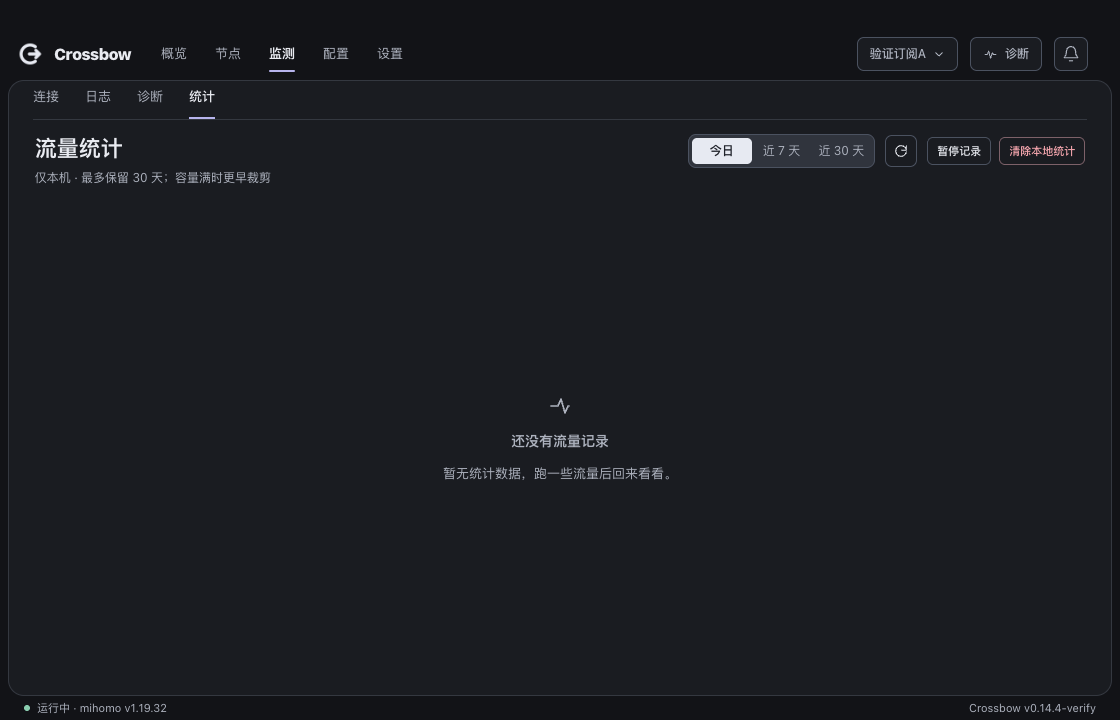 Crossbow 概览 节点 监测 配置 设置 验证订阅A 诊断
连接 日志 诊断 统计
流量统计 今日 近 7 天 近 30 天 暂停记录 清除本地统计
仅本机 · 最多保留 30 天；容量满时更早裁剪
还没有流量记录
暂无统计数据，跑一些流量后回来看看。
运行中 · mihomo v1.19.32 Crossbow v0.14.4-verify